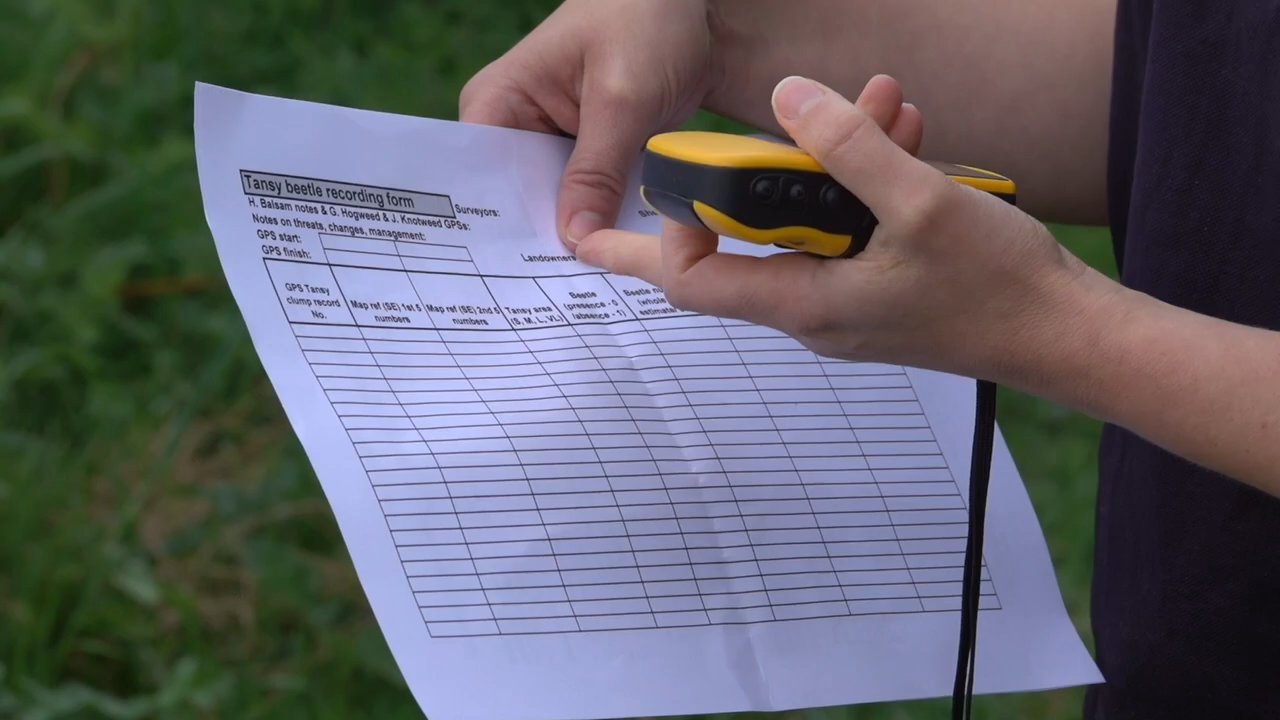 Tansy beetle recording form
Surveyors:
H. Balsam notes & G. Hogweed & J. Knotweed GPSs:
Notes on threats, changes, management:
GPS start:
GPS finish:
Landowners
GPS Tansy
clump record
No.
Map ref (SE) 1st 5
numbers
Map ref (SE) 2nd 5
numbers
Tansy area
(S, M, L, VL)
Beetle
(presence - 0
(absence - 1)
Beetle
(whole